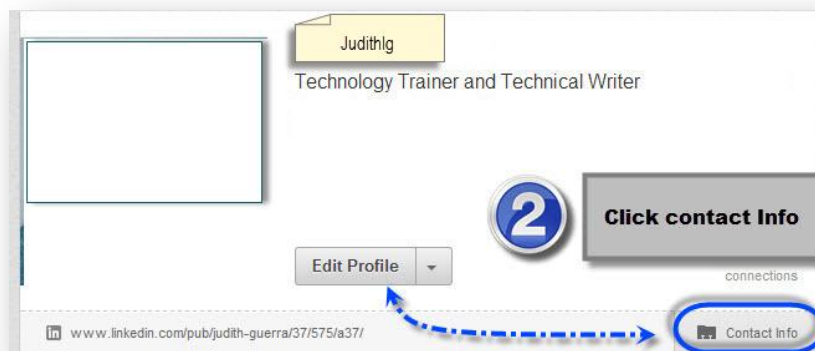 Judithlg
Technology Trainer and Technical Writer
2
Click contact Info
Edit Profile
connections
in www.linkedin.com/pub/judith-guerra/37/575/a37/
Contact Info